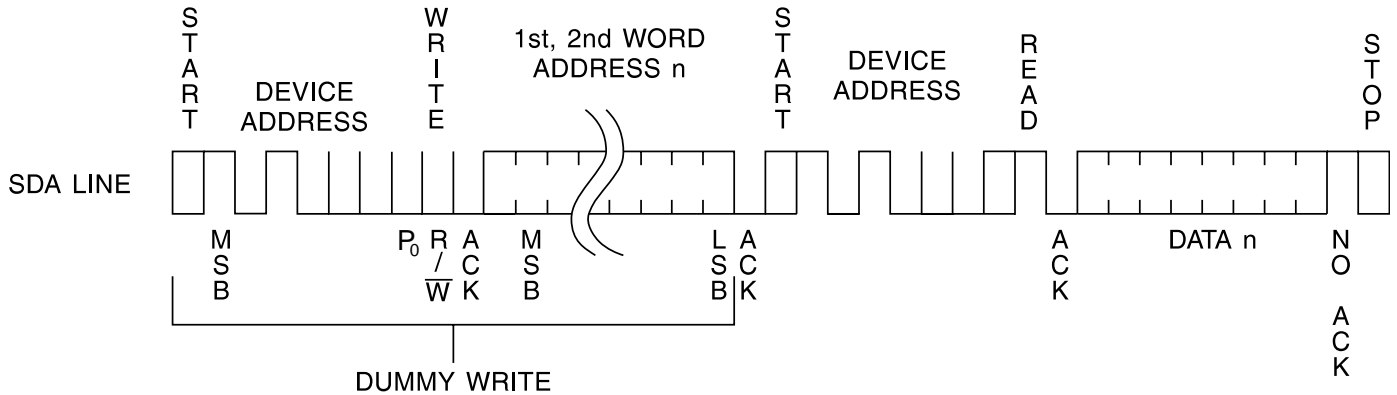 START
WRITE
1st, 2nd WORD
ADDRESS n
START
READ
STOP
DEVICE
ADDRESS
DEVICE
ADDRESS
SDA LINE
MSB
P0
R/W
ACK
MSB
LSB
ACK
ACK
DATA n
NO ACK
DUMMY WRITE